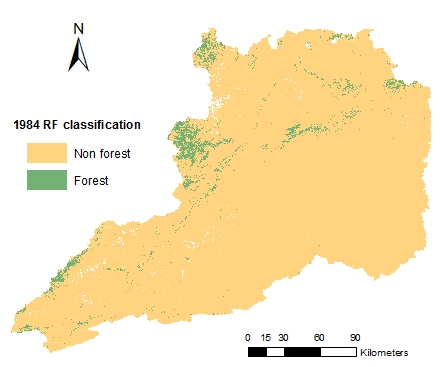 N
1984 RF classification
Non forest
Forest
0 15 30 60 90
Kilometers